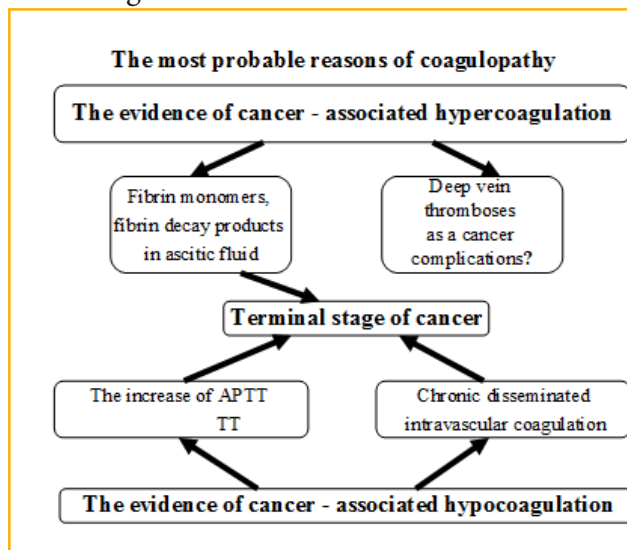 The most probable reasons of coagulopathy
The evidence of cancer - associated hypercoagulation
Fibrin monomers,
fibrin decay products
in ascitic fluid
Deep vein
thromboses
as a cancer
complications?
Terminal stage of cancer
The increase of APTT
TT
Chronic disseminated
intravascular coagulation
The evidence of cancer - associated hypocoagulation